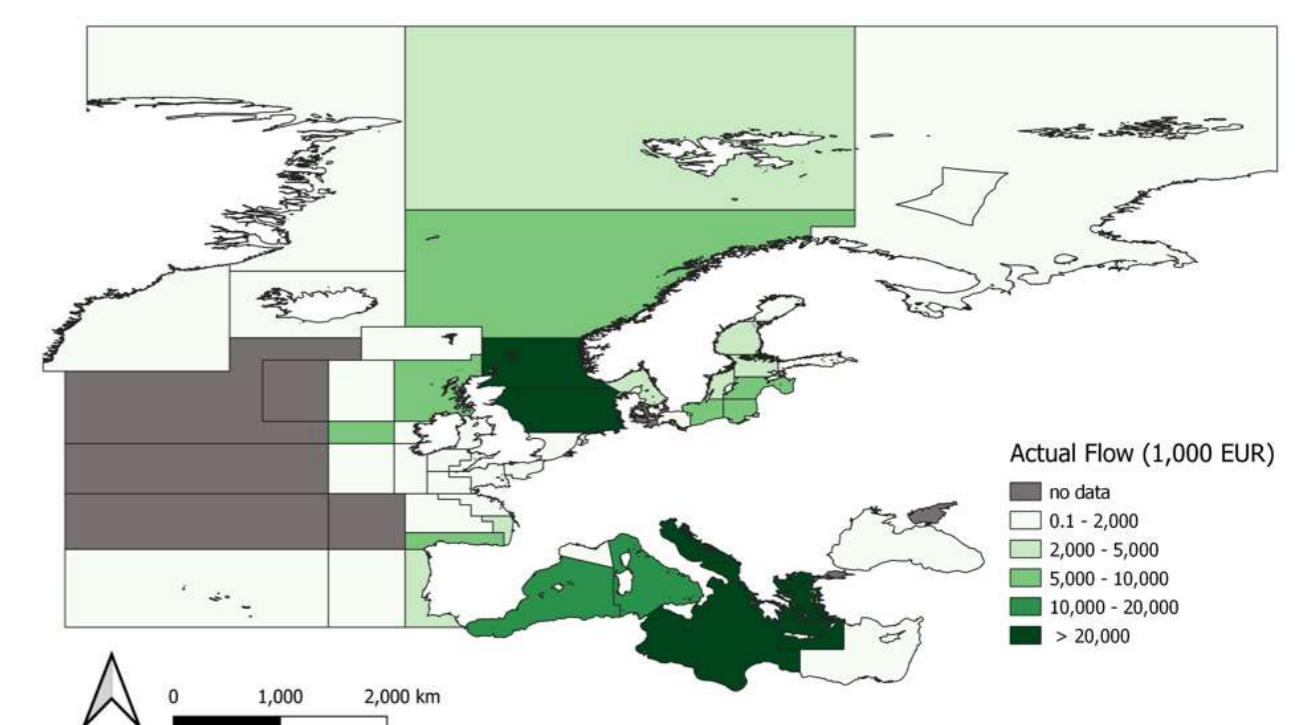 Actual Flow (1,000 EUR)
no data
0.1 - 2,000
2,000 - 5,000
5,000 - 10,000
10,000 - 20,000
> 20,000
0 1,000 2,000 km